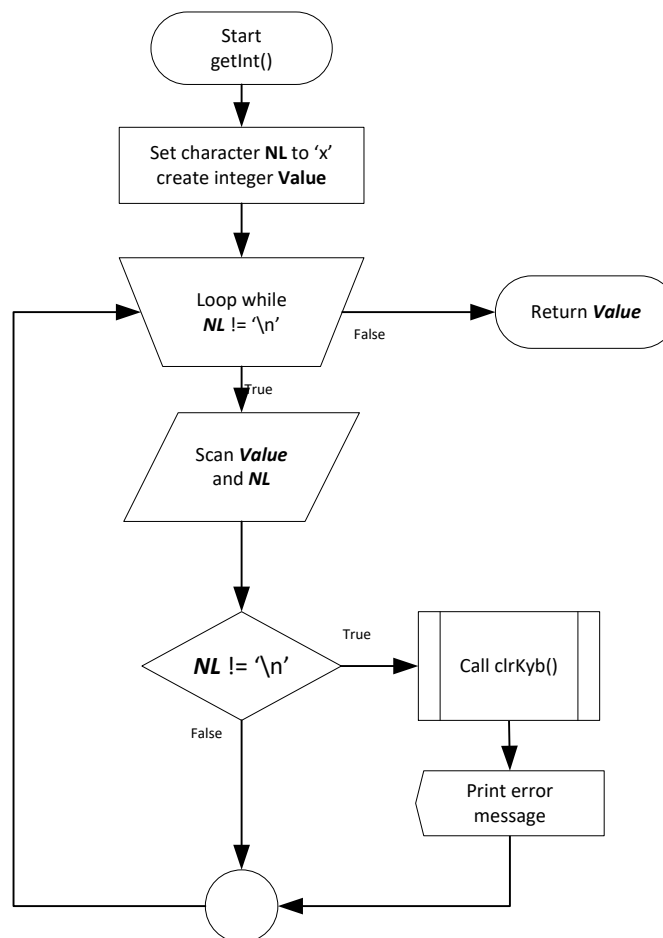 Start
getInt()
Set character NL to ‘x’
create integer Value
Loop while
NL != ‘\n’
False
Return Value
True
Scan Value
and NL
NL != ‘\n’
True
Call clrKyb()
False
Print error
message